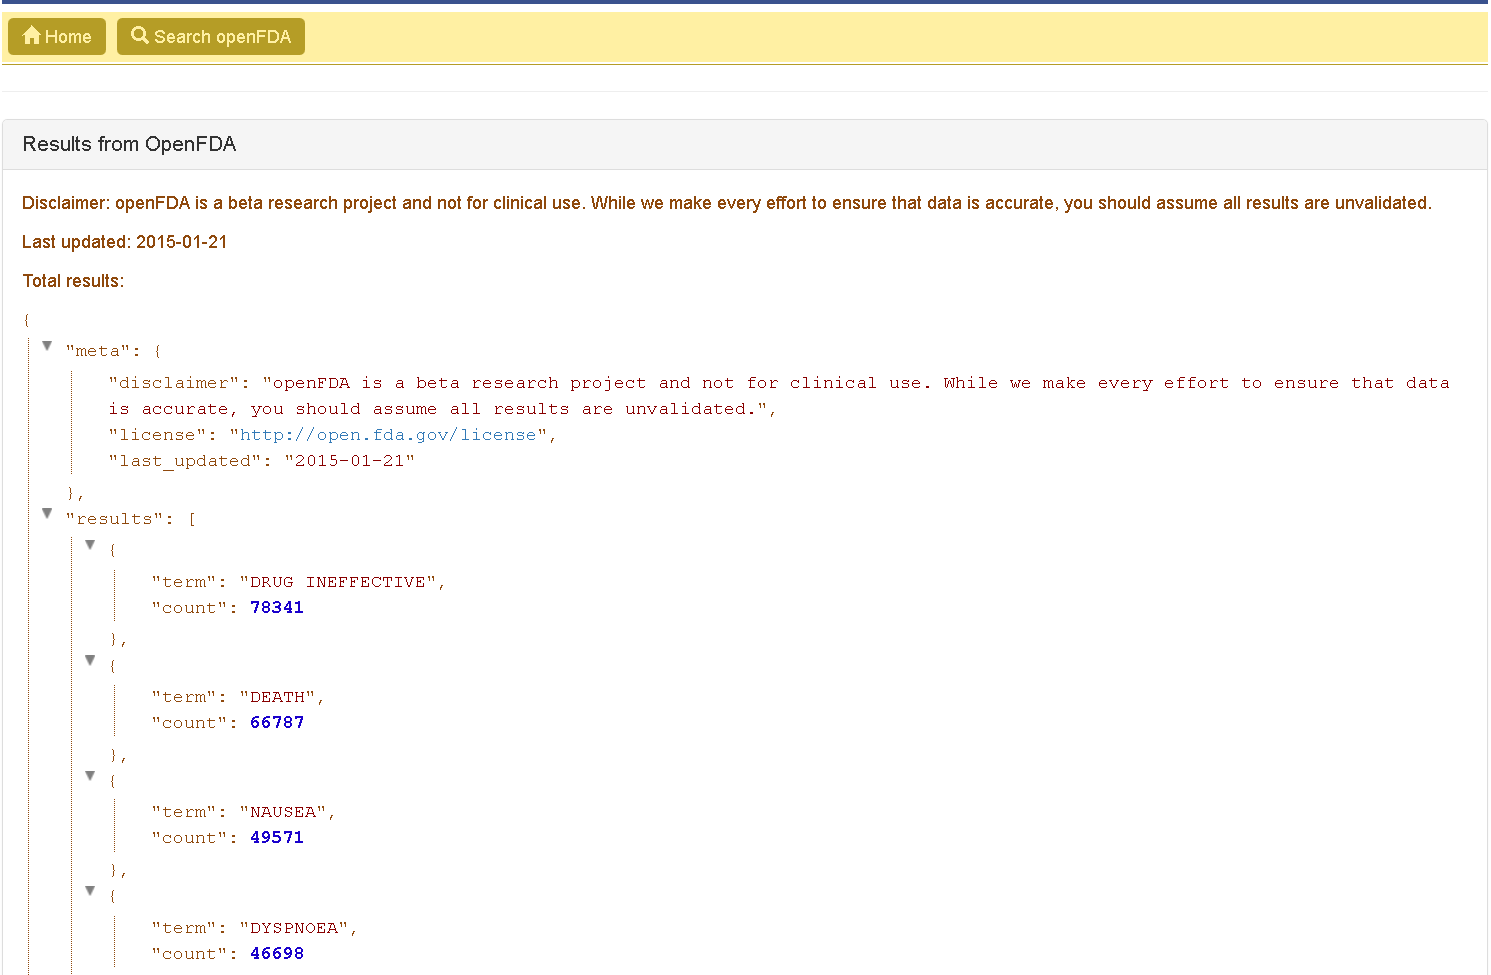 Home Search openFDA
Results from OpenFDA
Disclaimer: openFDA is a beta research project and not for clinical use. While we make every effort to ensure that data is accurate, you should assume all results are unvalidated.
Last updated: 2015-01-21
Total results:
{
"meta": {
"disclaimer": "openFDA is a beta research project and not for clinical use. While we make every effort to ensure that data
is accurate, you should assume all results are unvalidated.",
"license": "http://open.fda.gov/license",
"last_updated": "2015-01-21"
},
"results": [
{
"term": "DRUG INEFFECTIVE",
"count": 78341
},
{
"term": "DEATH",
"count": 66787
},
{
"term": "NAUSEA",
"count": 49571
},
{
"term": "DYSPNOEA",
"count": 46698